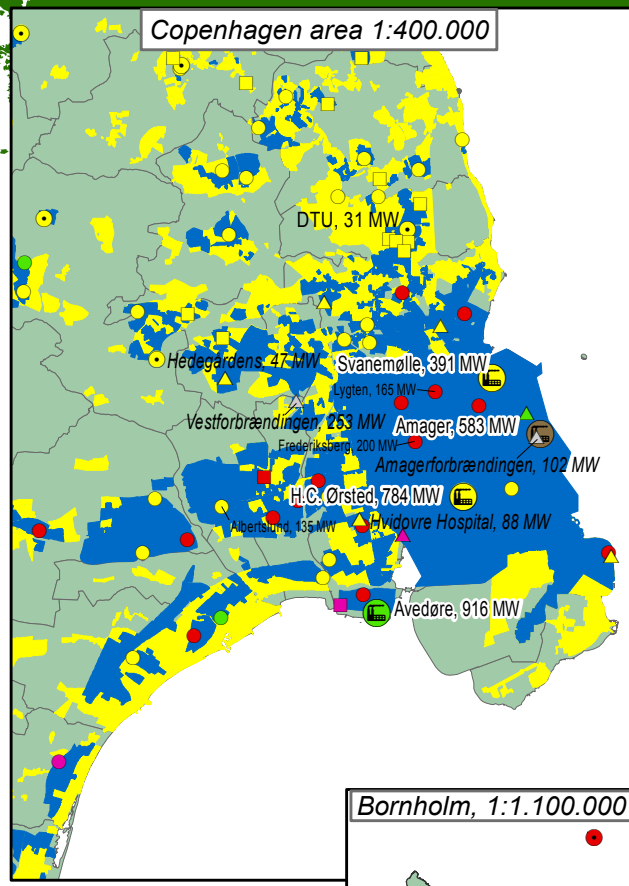 Copenhagen area 1:400.000
DTU, 31 MW
Hedegårdens, 47 MW
Svanemølle, 391 MW
Lygten, 165 MW
Vestforbrændingen, 253 MW
Amager, 583 MW
Frederiksberg, 200 MW
Amagerforbrændingen, 102 MW
H.C. Ørsted, 784 MW
Albertslund, 135 MW
Hvidovre Hospital, 88 MW
Avedøre, 916 MW
Bornholm, 1:1.100.000